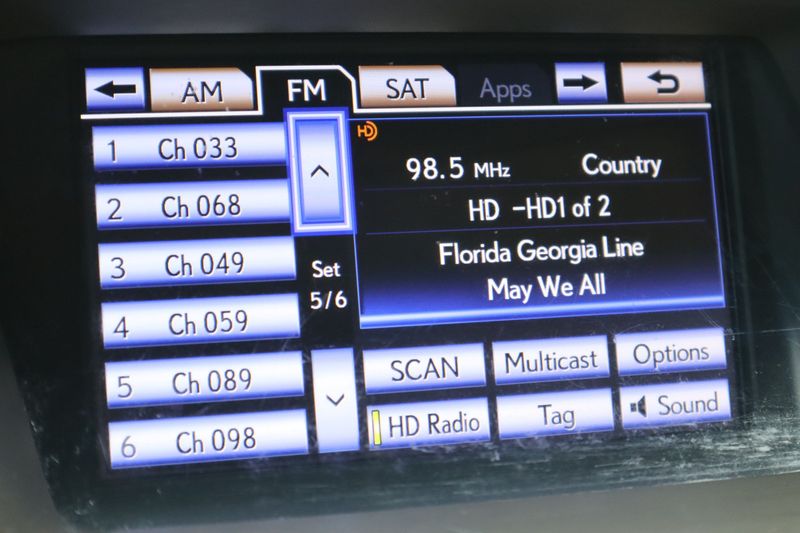 AM
FM
SAT
Apps
1 Ch 033
2 Ch 068
3 Ch 049
4 Ch 059
5 Ch 089
6 Ch 098
Set
5/6
HD
98.5 MHz Country
HD -HD1 of 2
Florida Georgia Line
May We All
SCAN
Multicast
Options
HD Radio
Tag
Sound